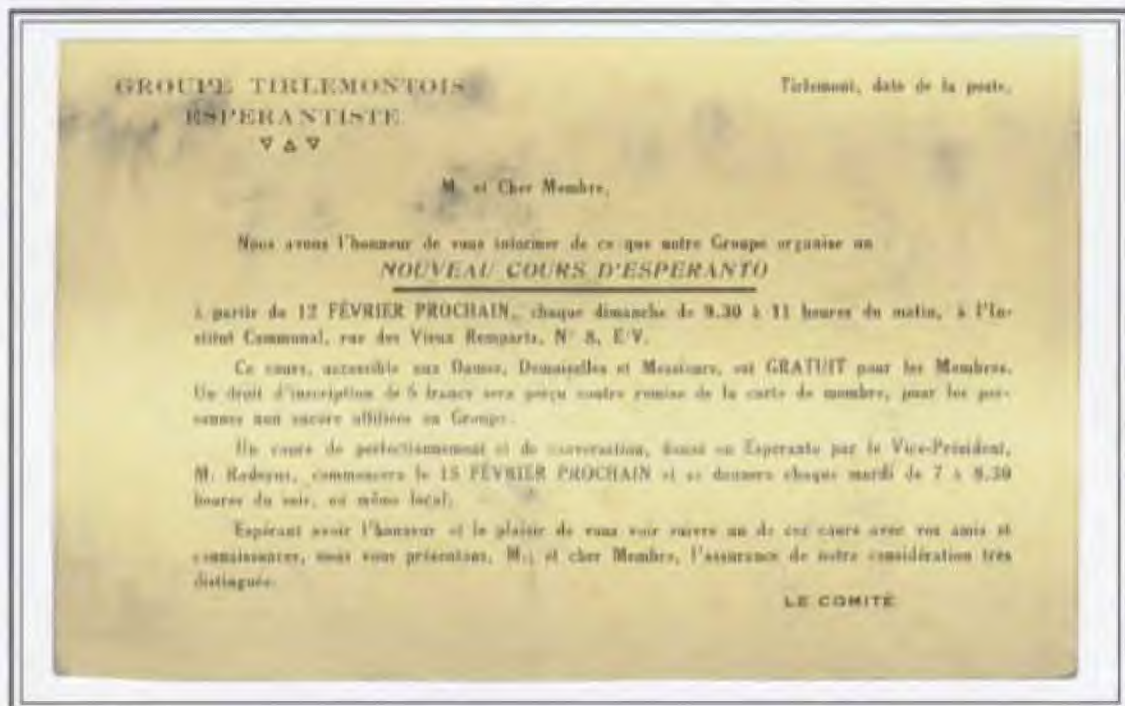 GROUPE TIRLEMONTOIS
ESPERANTISTE
Tirlemont, date de la poste.
M. et Cher Membre,
Nous avons l'honneur de vous informer de ce que notre Groupe organise un
NOUVEAU COURS D'ESPERANTO
à partir du 12 FÉVRIER PROCHAIN, chaque dimanche de 9.30 à 11 heures du matin, à l'Ins-
titut Communal, rue des Vieux Remparts, N° 8, E/V.
Ce cours, accessible aux Dames, Demoiselles et Messieurs, est GRATUIT pour les Membres.
Un droit d'inscription de francs sera perçu contre remise de la carte de membre, pour les per-
sonnes non encore affiliées au Groupe.
Un cours de perfectionnement et de conversation, donné en Esperanto par le Vice-Président,
M. commencera le 15 FÉVRIER PROCHAIN et se donnera chaque mardi de 7 à 8.30
heures du soir, au même local.
Espérant avoir l'honneur et le plaisir de vous voir suivre un de ces cours avec vos amis et
connaissances, nous vous présentons, M., et cher Membre, l'assurance de notre considération très
distinguée.
LE COMITÉ